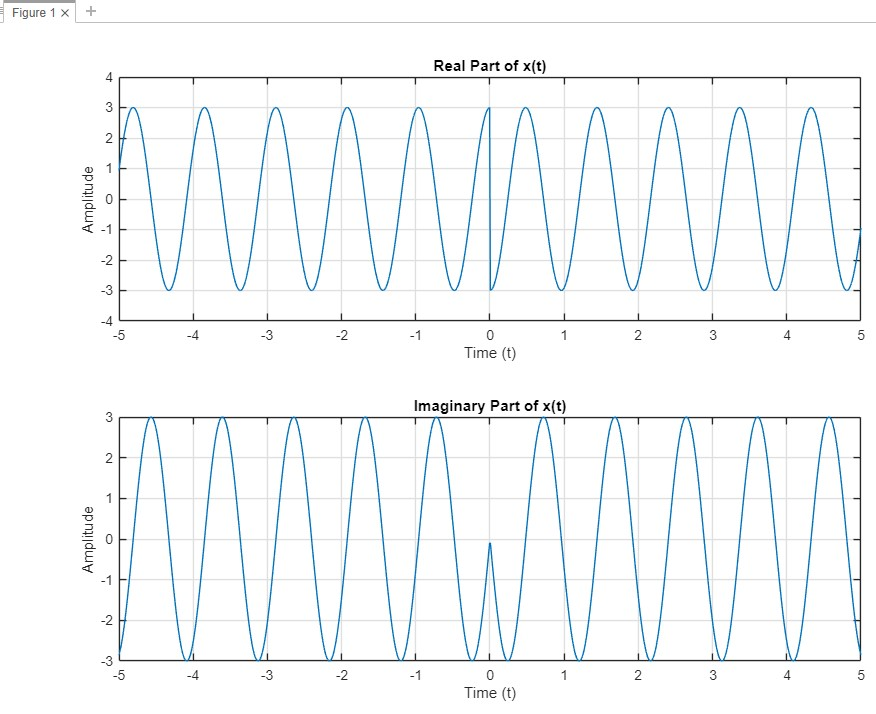 Figure 1 × +
Real Part of x(t)
4
3
2
1
0
-1
-2
-3
-4
Amplitude
-5 -4 -3 -2 -1 0 1 2 3 4 5
Time (t)
Imaginary Part of x(t)
3
2
1
0
-1
-2
-3
Amplitude
-5 -4 -3 -2 -1 0 1 2 3 4 5
Time (t)